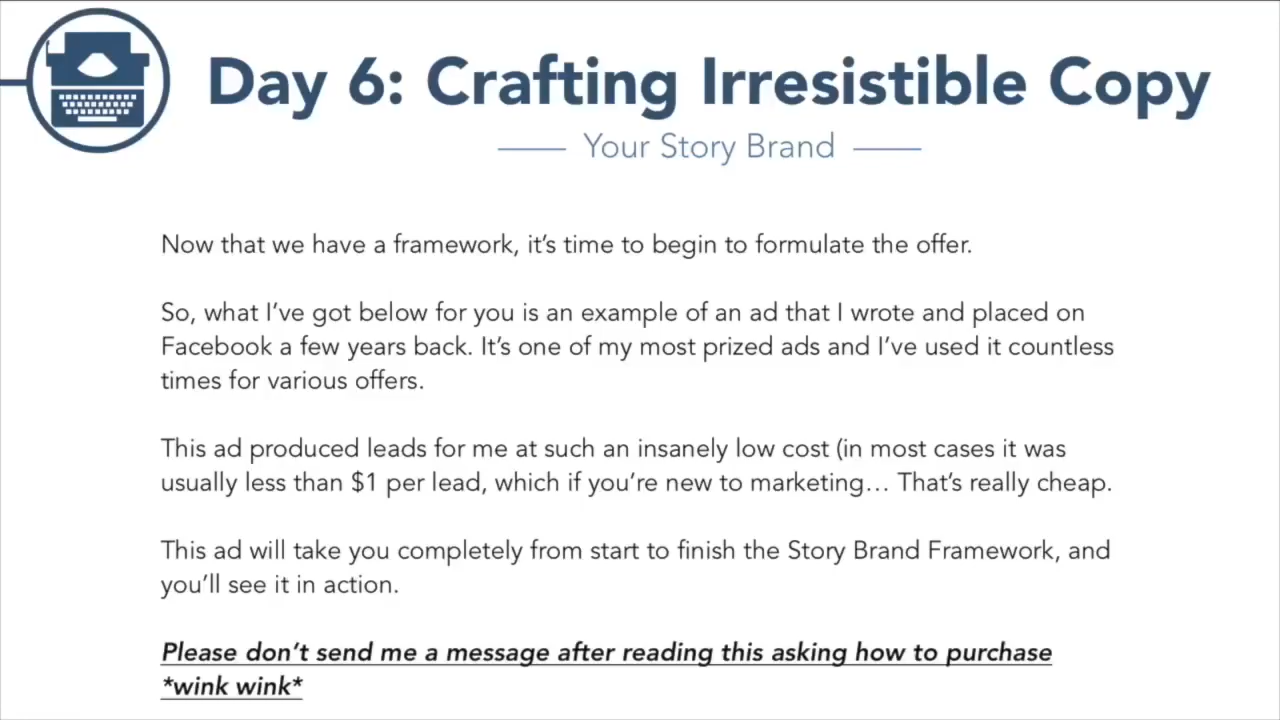 Day 6: Crafting Irresistible Copy
Your Story Brand
Now that we have a framework, it’s time to begin to formulate the offer.
So, what I’ve got below for you is an example of an ad that I wrote and placed on
Facebook a few years back. It’s one of my most prized ads and I’ve used it countless
times for various offers.
This ad produced leads for me at such an insanely low cost (in most cases it was
usually less than $1 per lead, which if you’re new to marketing… That’s really cheap.
This ad will take you completely from start to finish the Story Brand Framework, and
you’ll see it in action.
Please don’t send me a message after reading this asking how to purchase
*wink wink*